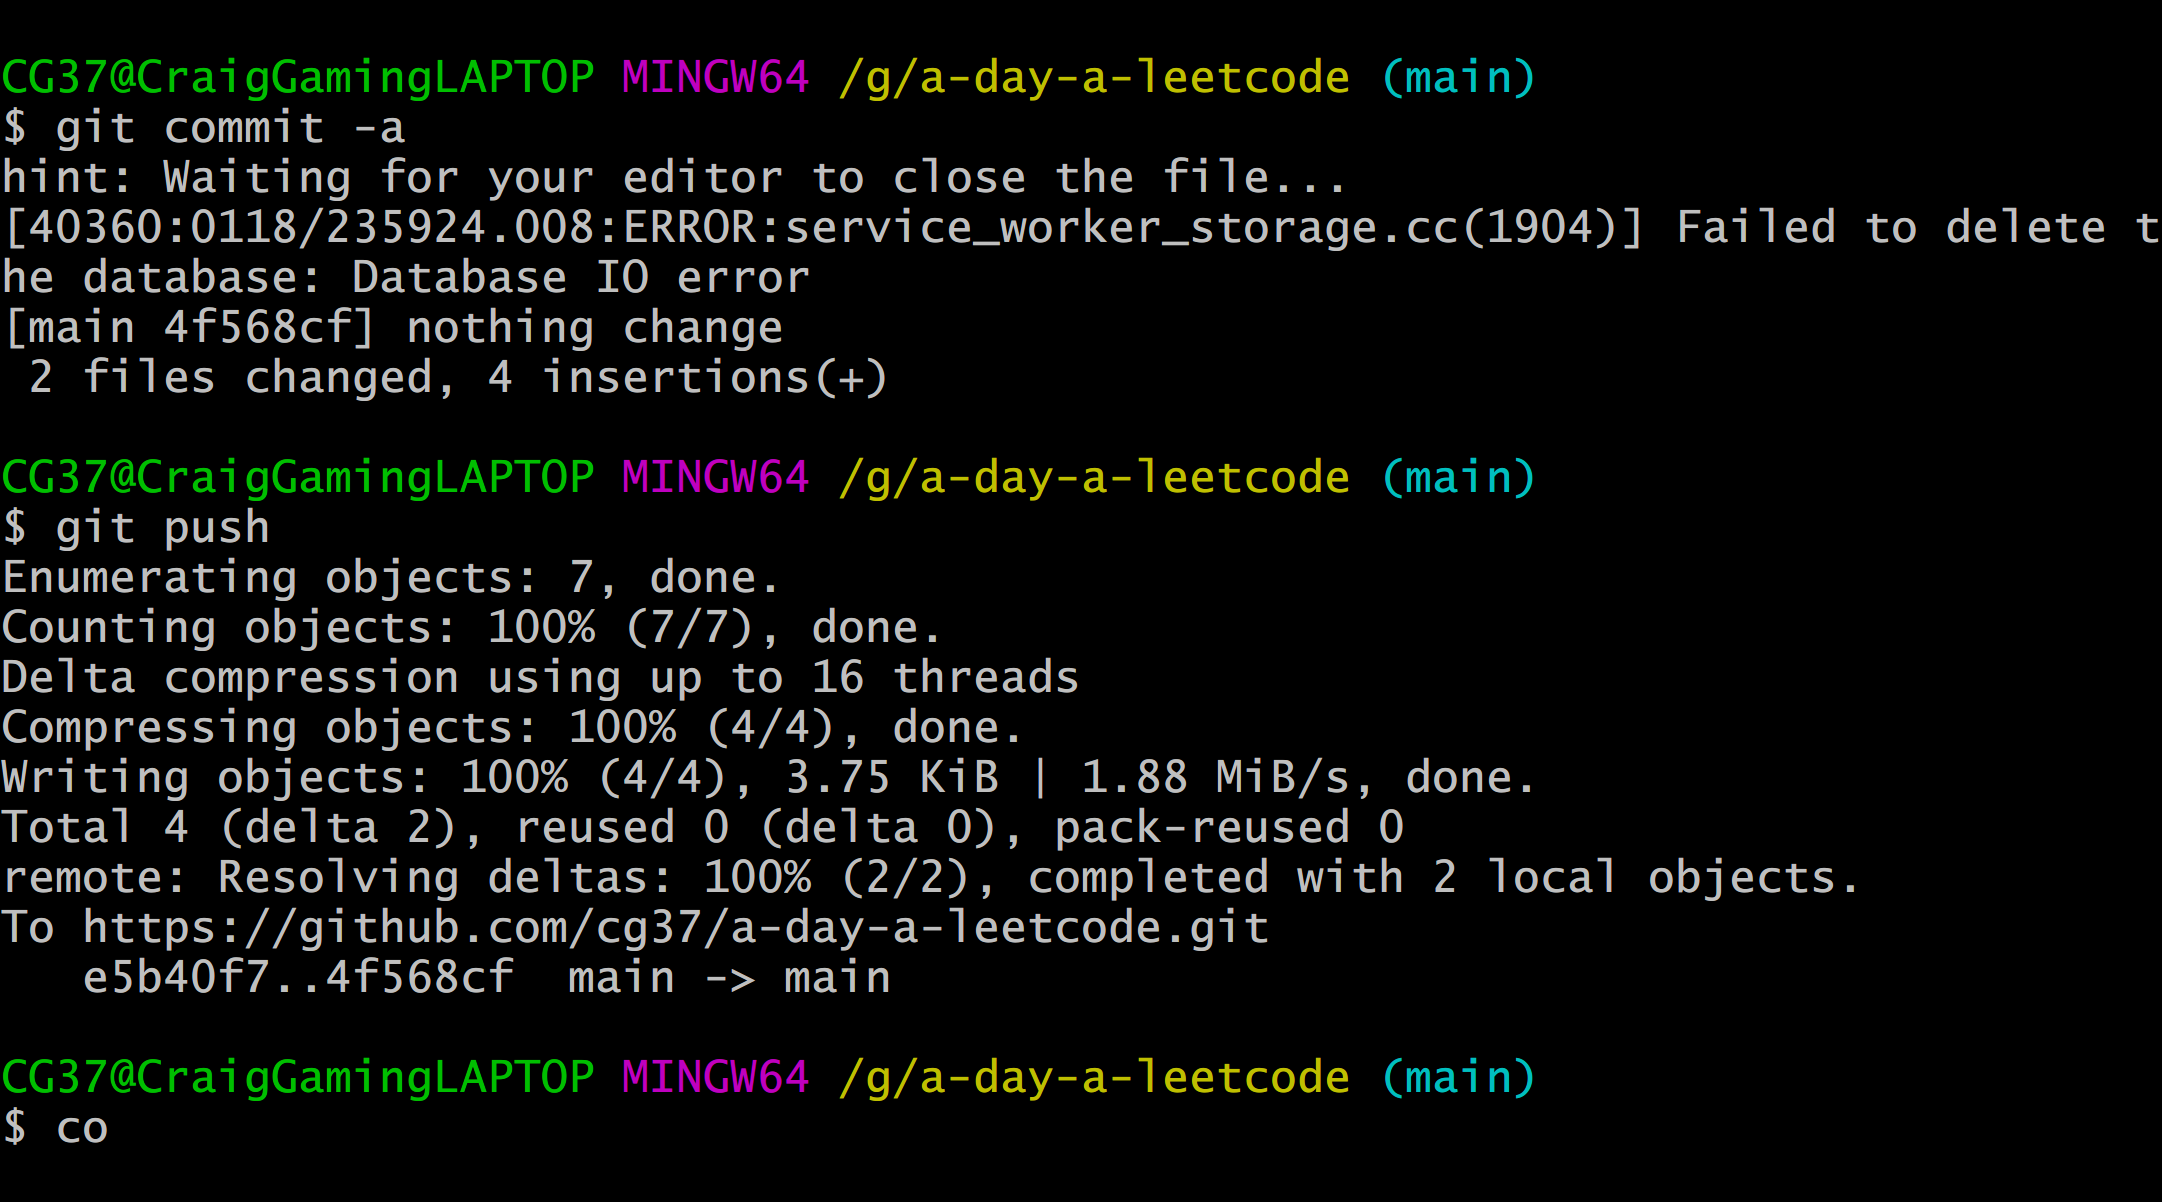 CG37@CraigGamingLAPTOP MINGW64 /g/a-day-a-leetcode (main)
$ git commit -a
hint: Waiting for your editor to close the file...
[40360:0118/235924.008:ERROR:service_worker_storage.cc(1904)] Failed to delete t
he database: Database IO error
[main 4f568cf] nothing change
 2 files changed, 4 insertions(+)
CG37@CraigGamingLAPTOP MINGW64 /g/a-day-a-leetcode (main)
$ git push
Enumerating objects: 7, done.
Counting objects: 100% (7/7), done.
Delta compression using up to 16 threads
Compressing objects: 100% (4/4), done.
Writing objects: 100% (4/4), 3.75 KiB | 1.88 MiB/s, done.
Total 4 (delta 2), reused 0 (delta 0), pack-reused 0
remote: Resolving deltas: 100% (2/2), completed with 2 local objects.
To https://github.com/cg37/a-day-a-leetcode.git
   e5b40f7..4f568cf  main -> main
CG37@CraigGamingLAPTOP MINGW64 /g/a-day-a-leetcode (main)
$ co